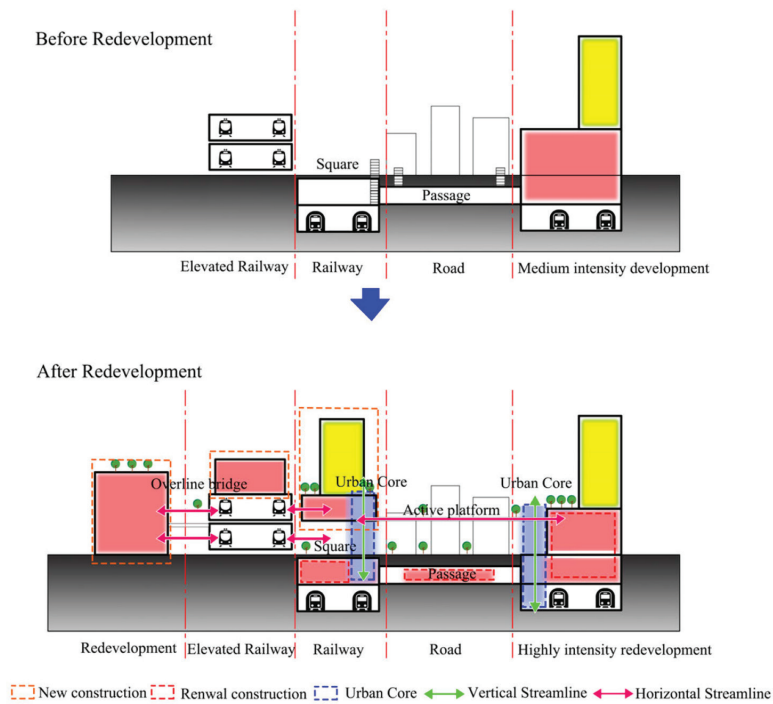 Before Redevelopment
Square
Passage
Elevated Railway Railway Road Medium intensity development
After Redevelopment
Overline bridge Urban Core Urban Core
Active platform
Square
Passage
Redevelopment Elevated Railway Railway Road Highly intensity redevelopment
New construction Renwal construction Urban Core Vertical Streamline Horizontal Streamline